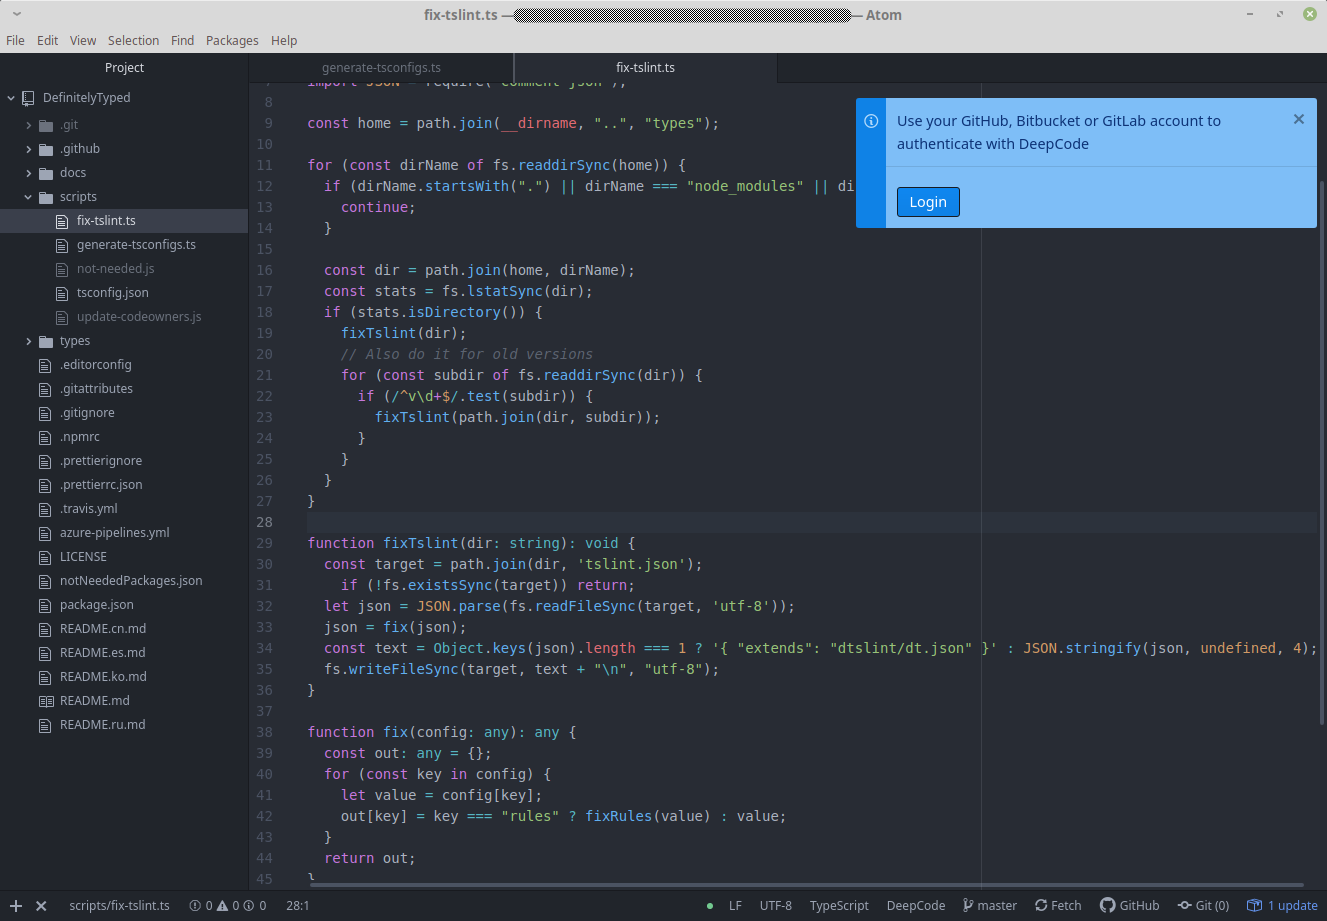 fix-tslint.ts — — Atom
File Edit View Selection Find Packages Help
Project
generate-tsconfigs.ts
fix-tslint.ts
DefinitelyTyped
.git
.github
docs
scripts
fix-tslint.ts
generate-tsconfigs.ts
not-needed.js
tsconfig.json
update-codeowners.js
types
.editorconfig
.gitattributes
.gitignore
.npmrc
.prettierignore
.prettierrc.json
.travis.yml
azure-pipelines.yml
LICENSE
notNeededPackages.json
package.json
README.cn.md
README.es.md
README.ko.md
README.md
README.ru.md
8
9 const home = path.join(__dirname, "..", "types");
10
11 for (const dirName of fs.readdirSync(home)) {
12 if (dirName.startsWith(".") || dirName === "node_modules" || di
13 continue;
14 }
15
16 const dir = path.join(home, dirName);
17 const stats = fs.lstatSync(dir);
18 if (stats.isDirectory()) {
19 fixTslint(dir);
20 // Also do it for old versions
21 for (const subdir of fs.readdirSync(dir)) {
22 if (/^v\d+$/.test(subdir)) {
23 fixTslint(path.join(dir, subdir));
24 }
25 }
26 }
27 }
28
29 function fixTslint(dir: string): void {
30 const target = path.join(dir, 'tslint.json');
31 if (!fs.existsSync(target)) return;
32 let json = JSON.parse(fs.readFileSync(target, 'utf-8'));
33 json = fix(json);
34 const text = Object.keys(json).length === 1 ? '{ "extends": "dtslint/dt.json" }' : JSON.stringify(json, undefined, 4);
35 fs.writeFileSync(target, text + "\n", "utf-8");
36 }
37
38 function fix(config: any): any {
39 const out: any = {};
40 for (const key in config) {
41 let value = config[key];
42 out[key] = key === "rules" ? fixRules(value) : value;
43 }
44 return out;
45 }
Use your GitHub, Bitbucket or GitLab account to
authenticate with DeepCode
Login
scripts/fix-tslint.ts 0 0 0 28:1 LF UTF-8 TypeScript DeepCode master Fetch GitHub Git (0) 1 update